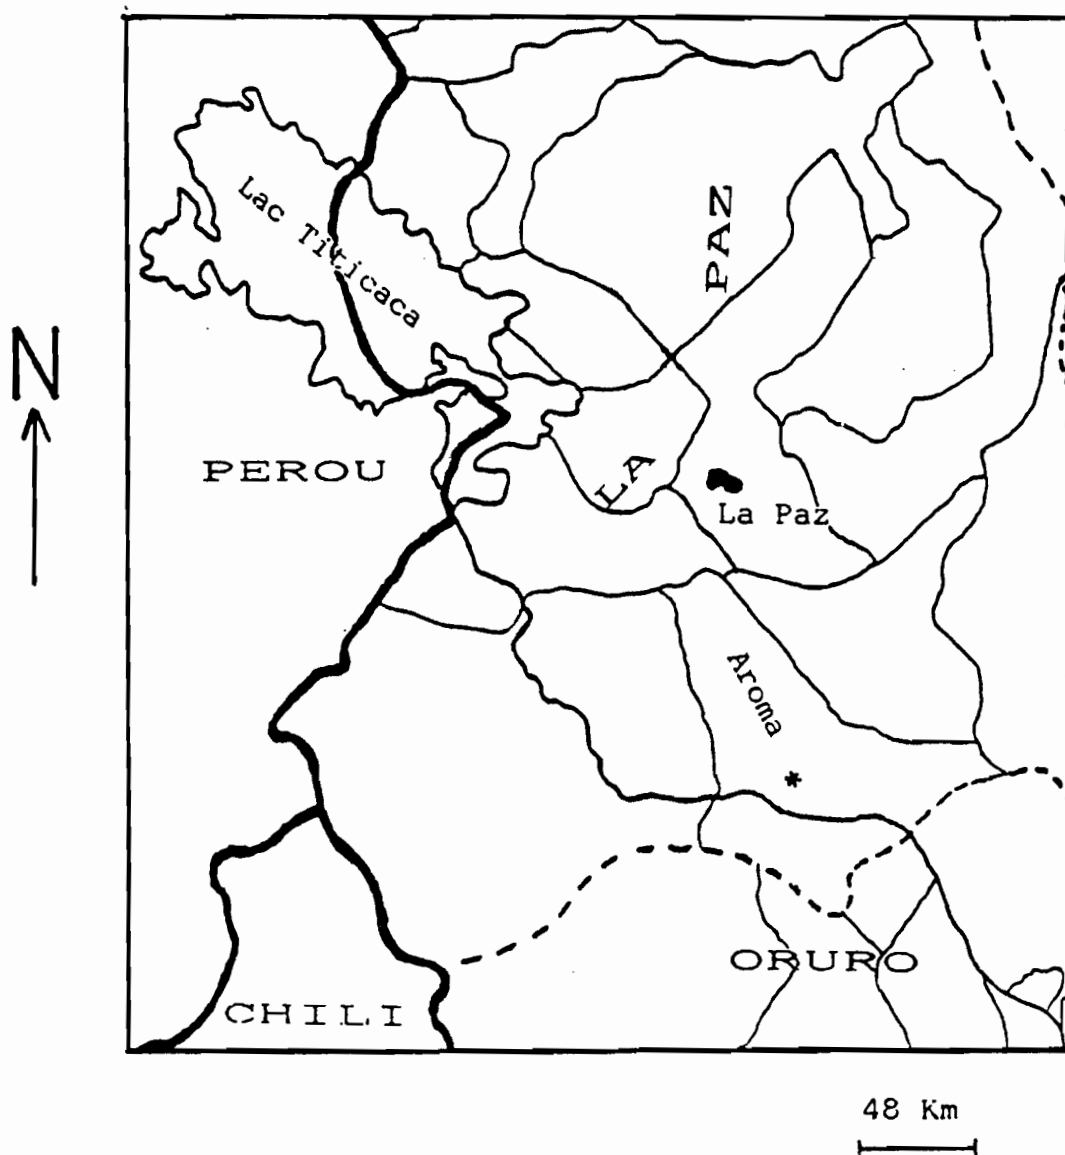 Lac Titicaca
PAZ
N
PEROU
LA
La Paz
Aroma
*
ORURO
CHILI
48 Km